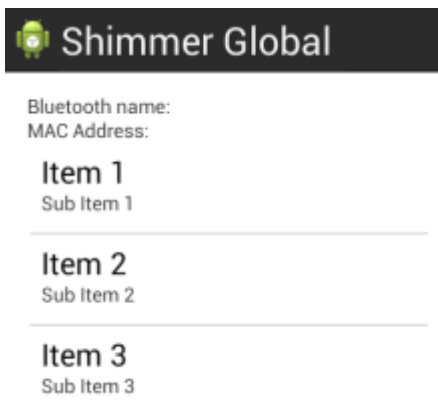 Shimmer Global
Bluetooth name:
MAC Address:
Item 1
Sub Item 1
Item 2
Sub Item 2
Item 3
Sub Item 3